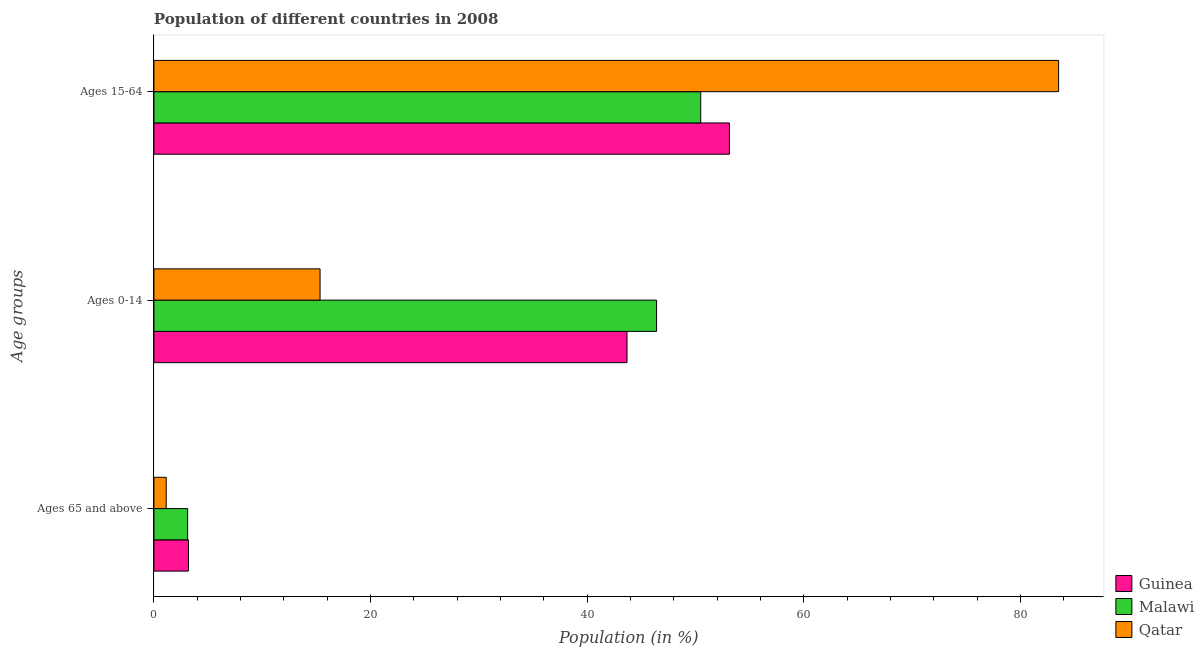 Population of different countries in 2008
Age groups
Ages 15-64
Ages 0-14
Ages 65 and above
0
20
40
60
80
Population (in %)
Guinea
Malawi
Qatar